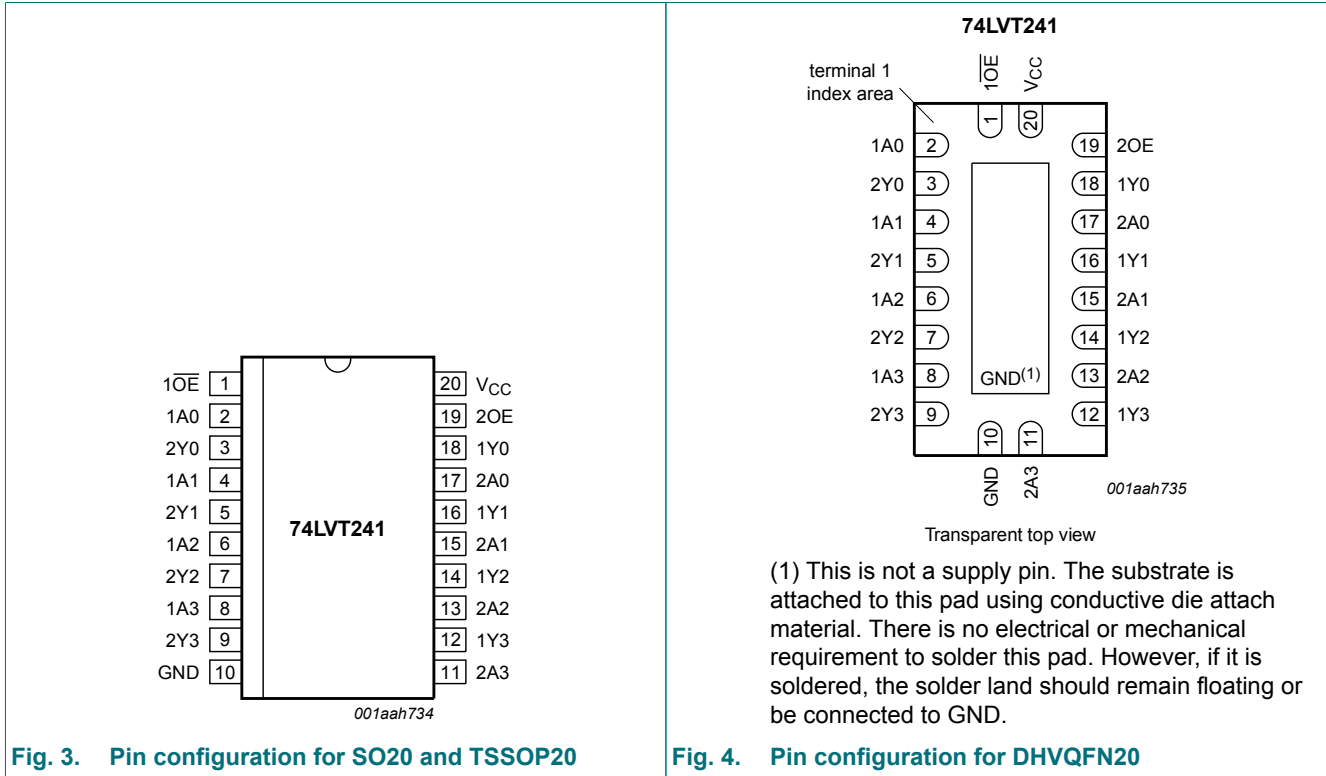 1OE 1
1A0 2
2Y0 3
1A1 4
2Y1 5
1A2 6
2Y2 7
1A3 8
2Y3 9
GND 10
74LVT241
20 VCC
19 2OE
18 1Y0
17 2A0
16 1Y1
15 2A1
14 1Y2
13 2A2
12 1Y3
11 2A3
001aah734
Fig. 3. Pin configuration for SO20 and TSSOP20
74LVT241
terminal 1
index area
1OE
VCC
1
20
1A0 2
2Y0 3
1A1 4
2Y1 5
1A2 6
2Y2 7
1A3 8
2Y3 9
19 2OE
18 1Y0
17 2A0
16 1Y1
15 2A1
14 1Y2
13 2A2
12 1Y3
GND(1)
10
11
GND
2A3
001aah735
Transparent top view
(1) This is not a supply pin. The substrate is
attached to this pad using conductive die attach
material. There is no electrical or mechanical
requirement to solder this pad. However, if it is
soldered, the solder land should remain floating or
be connected to GND.
Fig. 4. Pin configuration for DHVQFN20